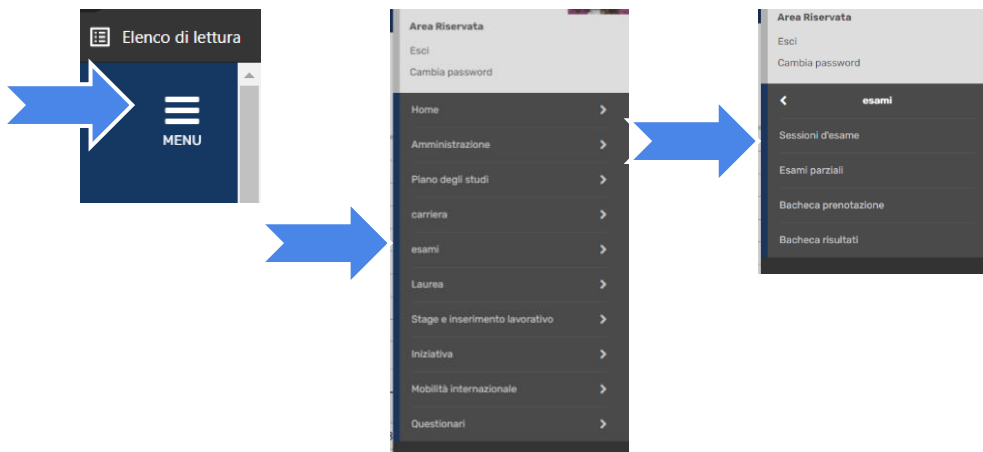 Elenco di lettura
MENU
Area Riservata
Esci
Cambia password
Home
Amministrazione
Piano degli studi
carriera
esami
Laurea
Stage e inserimento lavorativo
Iniziativa
Mobilità internazionale
Questionari
Area Riservata
Esci
Cambia password
esami
Sessioni d'esame
Esami parziali
Bacheca prenotazione
Bacheca risultati